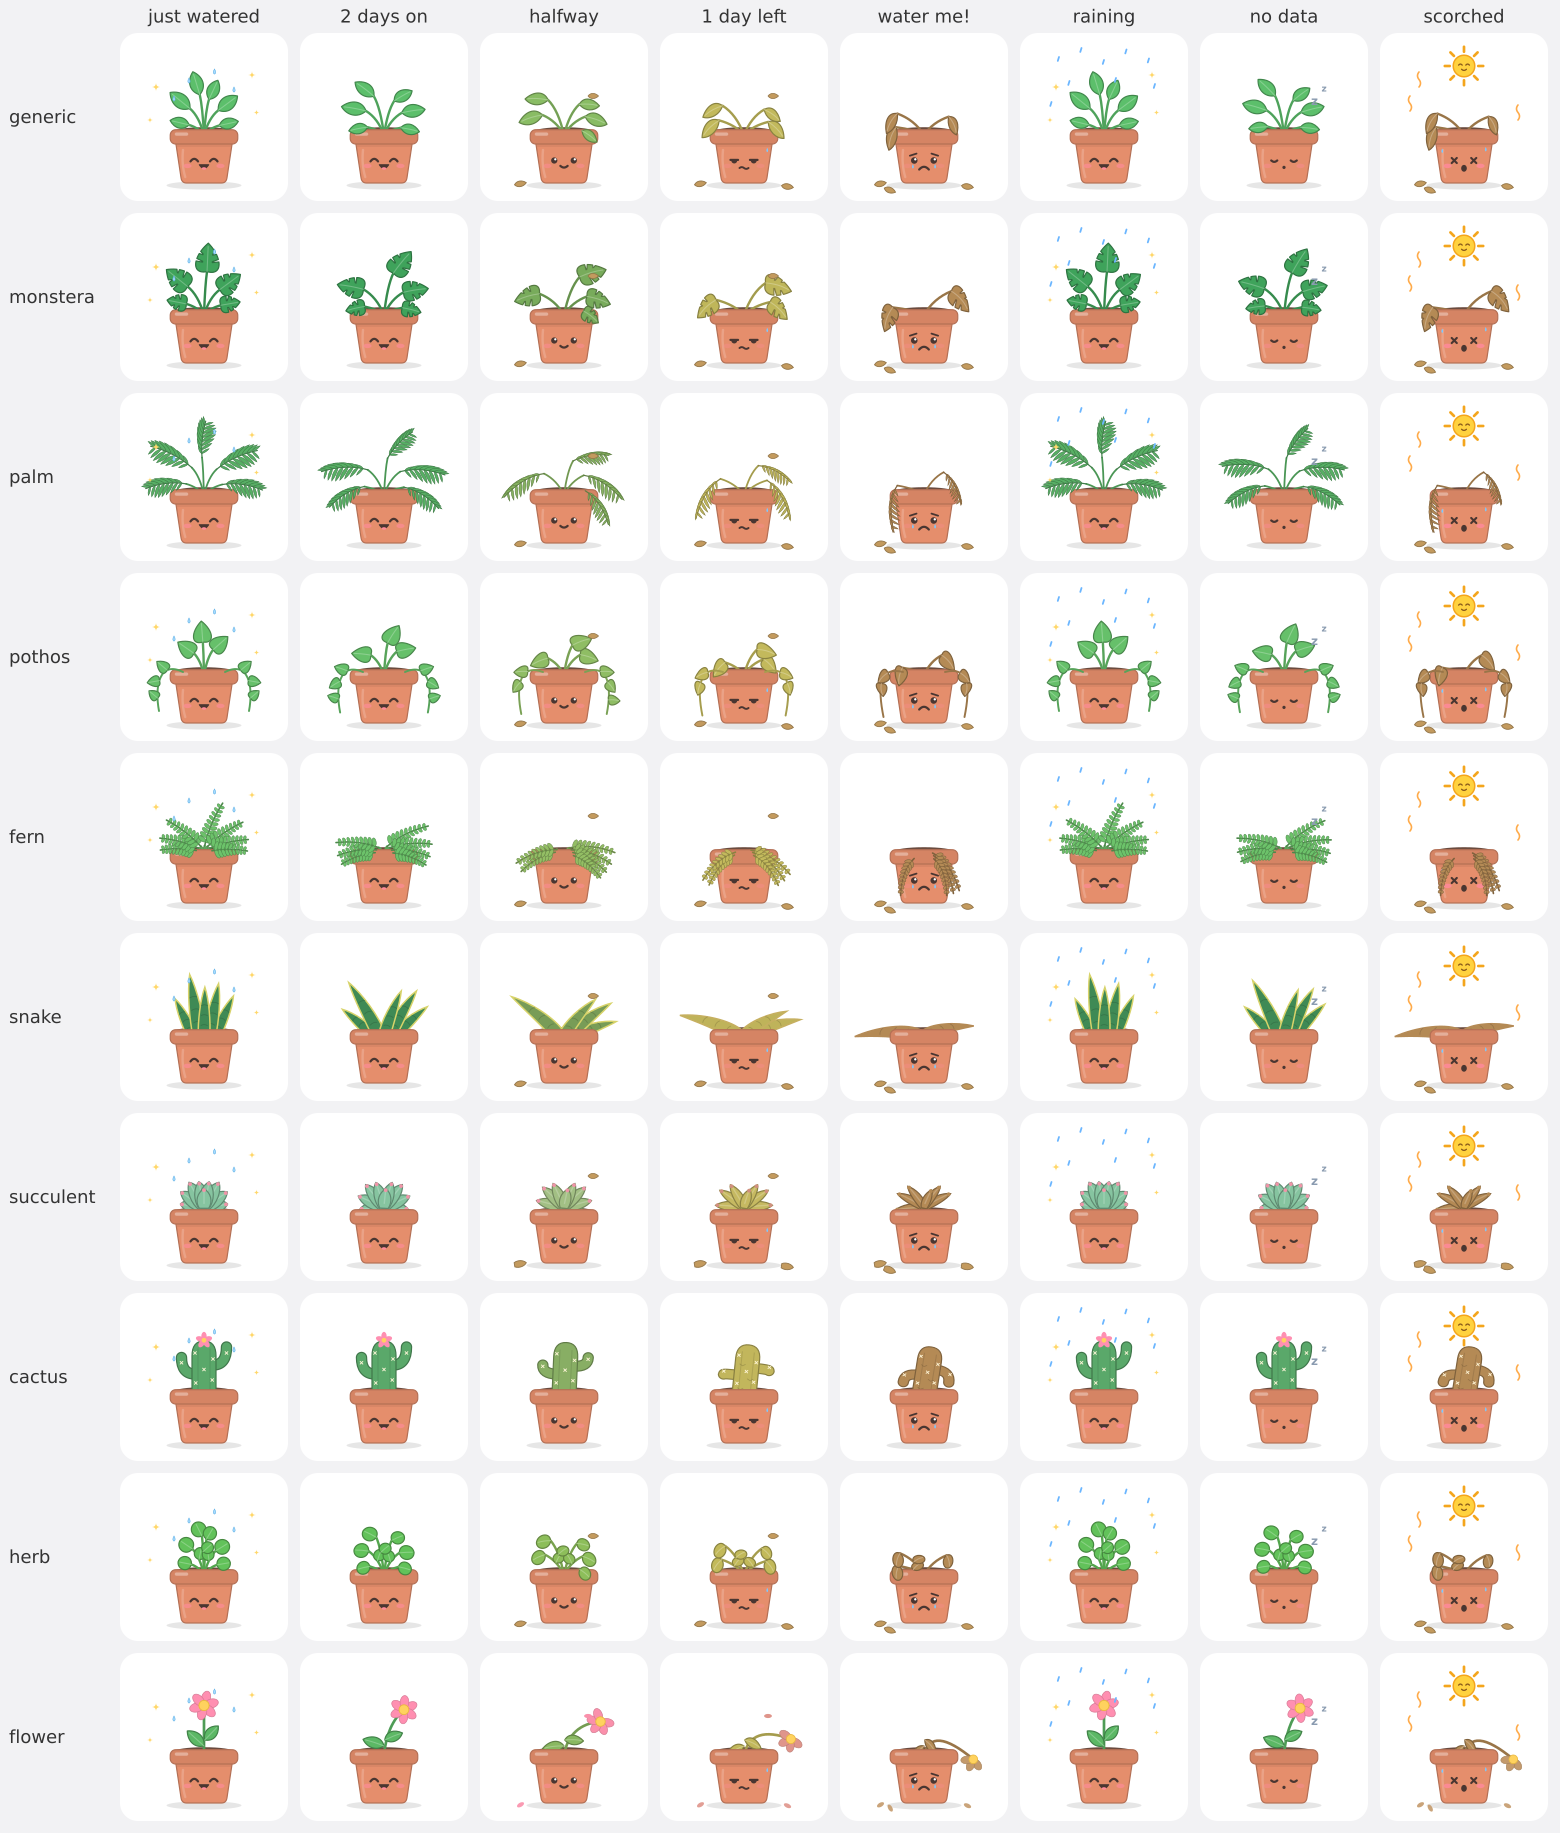 just watered 2 days on halfway 1 day left water me! raining no data scorched
generic
z
z
monstera
z
z
palm
z
z
pothos
z
z
fern
z
z
snake
z
z
succulent
z
z
cactus
z
z
herb
z
z
flower
z
z